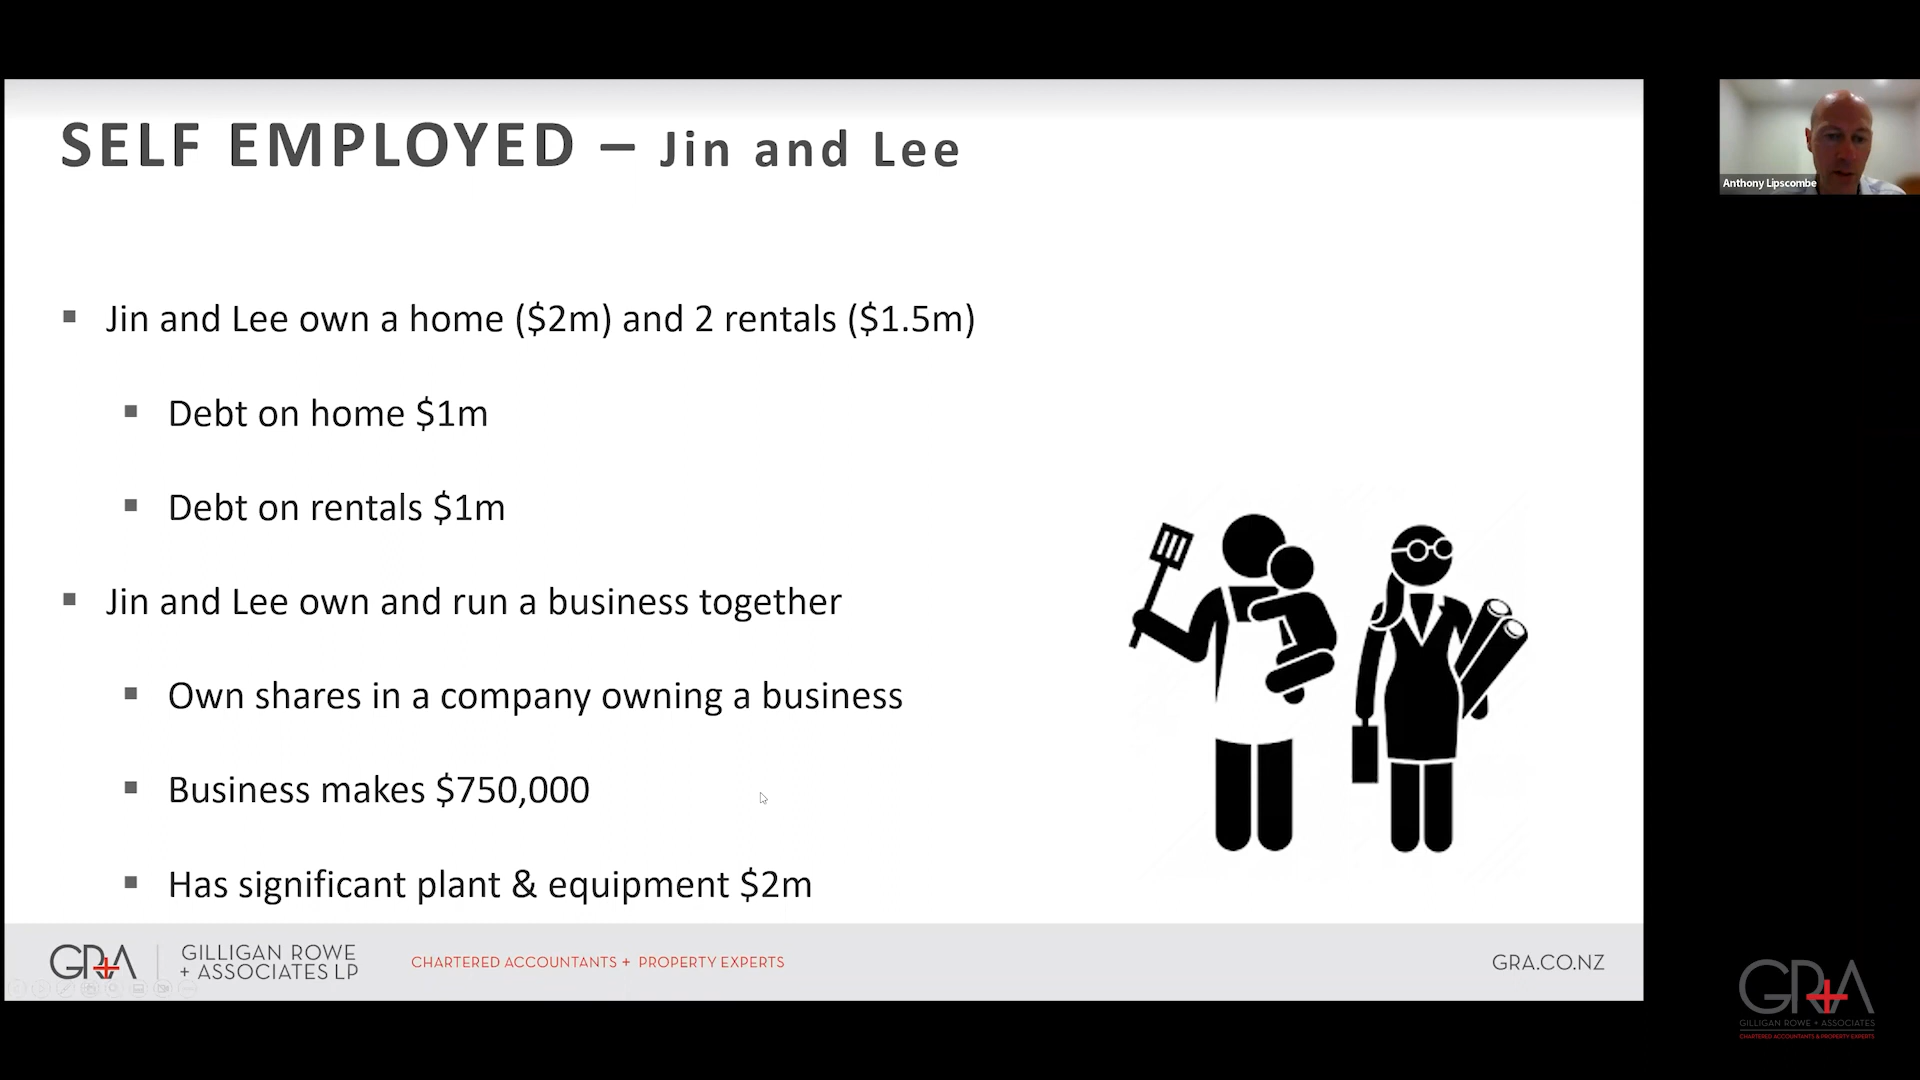 SELF EMPLOYED – Jin and Lee
Anthony Lipscombe
▪ Jin and Lee own a home ($2m) and 2 rentals ($1.5m)
▪ Debt on home $1m
▪ Debt on rentals $1m
▪ Jin and Lee own and run a business together
▪ Own shares in a company owning a business
▪ Business makes $750,000
▪ Has significant plant & equipment $2m
GRA
GILLIGAN ROWE
+ ASSOCIATES LP
CHARTERED ACCOUNTANTS + PROPERTY EXPERTS
GRA.CO.NZ
GRA
GILLIGAN ROWE + ASSOCIATES
CHARTERED ACCOUNTANTS & PROPERTY EXPERTS